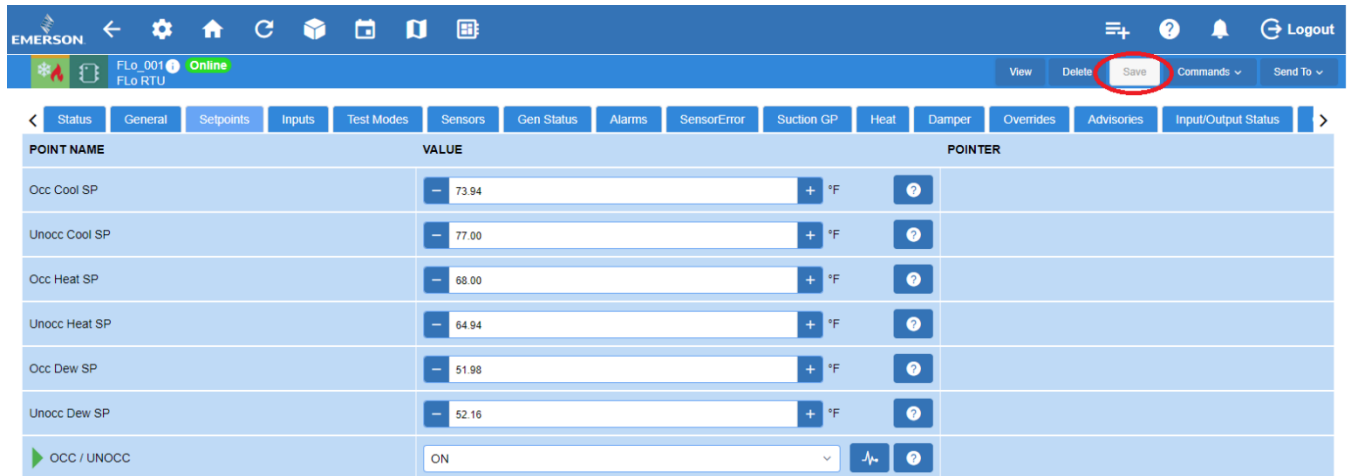 EMERSON. Logout
FLo_001 Online
FLo RTU
View Delete Save Commands Send To
Status General Setpoints Inputs Test Modes Sensors Gen Status Alarms SensorError Suction GP Heat Damper Overrides Advisories Input/Output Status
POINT NAME VALUE POINTER
Occ Cool SP 73.94 °F
Unocc Cool SP 77.00 °F
Occ Heat SP 68.00 °F
Unocc Heat SP 64.94 °F
Occ Dew SP 51.98 °F
Unocc Dew SP 52.16 °F
OCC / UNOCC ON